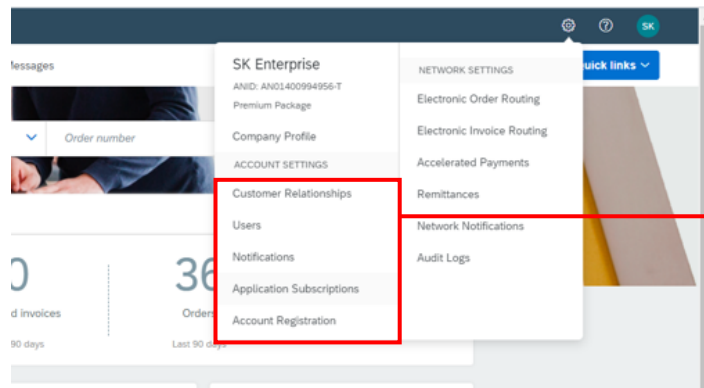 SK
Messages
uick links
Order number
SK Enterprise
ANID: AN01400994956-T
Premium Package
Company Profile
ACCOUNT SETTINGS
Customer Relationships
Users
Notifications
Application Subscriptions
Account Registration
NETWORK SETTINGS
Electronic Order Routing
Electronic Invoice Routing
Accelerated Payments
Remittances
Network Notifications
Audit Logs
0
d invoices
90 days
36
Orders
Last 90 days